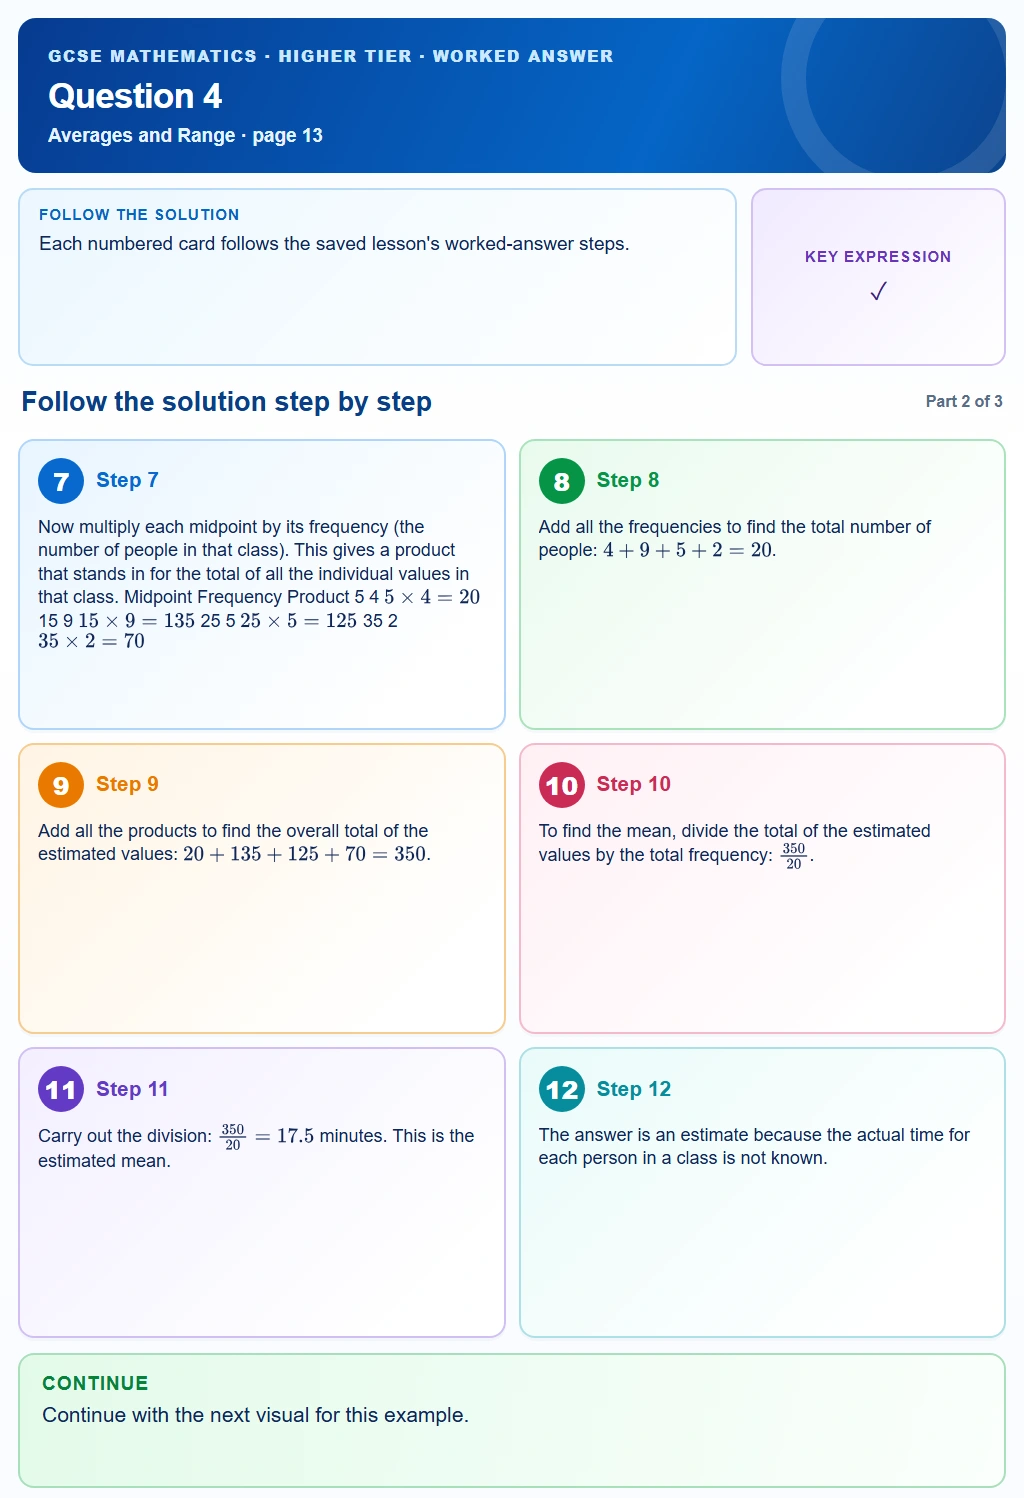 GCSE MATHEMATICS · HIGHER TIER · WORKED ANSWER
Question 4
Averages and Range · page 13
FOLLOW THE SOLUTION
Each numbered card follows the saved lesson's worked-answer steps.
KEY EXPRESSION
✓
Follow the solution step by step
Part 2 of 3
7 Step 7
Now multiply each midpoint by its frequency (the
number of people in that class). This gives a product
that stands in for the total of all the individual values in
that class. Midpoint Frequency Product 5 4 5 × 4 = 20
15 9 15 × 9 = 135 25 5 25 × 5 = 125 35 2
35 × 2 = 70
8 Step 8
Add all the frequencies to find the total number of
people: 4 + 9 + 5 + 2 = 20.
9 Step 9
Add all the products to find the overall total of the
estimated values: 20 + 135 + 125 + 70 = 350.
10 Step 10
To find the mean, divide the total of the estimated
values by the total frequency: 350/20.
11 Step 11
Carry out the division: 350/20 = 17.5 minutes. This is the
estimated mean.
12 Step 12
The answer is an estimate because the actual time for
each person in a class is not known.
CONTINUE
Continue with the next visual for this example.